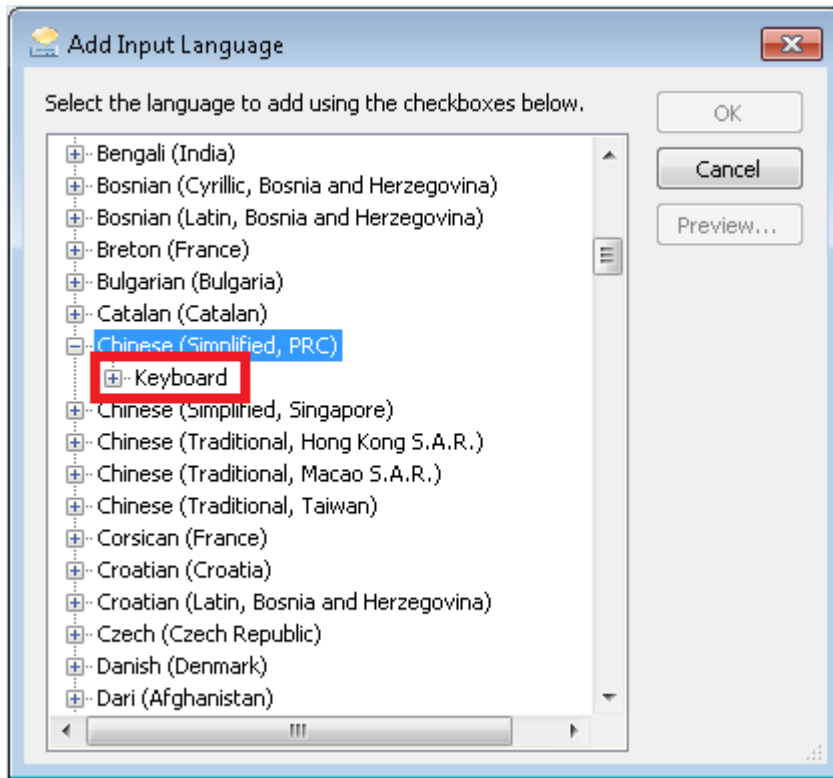 Add Input Language
Select the language to add using the checkboxes below.
OK
Cancel
Preview...
Bengali (India)
Bosnian (Cyrillic, Bosnia and Herzegovina)
Bosnian (Latin, Bosnia and Herzegovina)
Breton (France)
Bulgarian (Bulgaria)
Catalan (Catalan)
Chinese (Simplified, PRC)
Keyboard
Chinese (Simplified, Singapore)
Chinese (Traditional, Hong Kong S.A.R.)
Chinese (Traditional, Macao S.A.R.)
Chinese (Traditional, Taiwan)
Corsican (France)
Croatian (Croatia)
Croatian (Latin, Bosnia and Herzegovina)
Czech (Czech Republic)
Danish (Denmark)
Dari (Afghanistan)